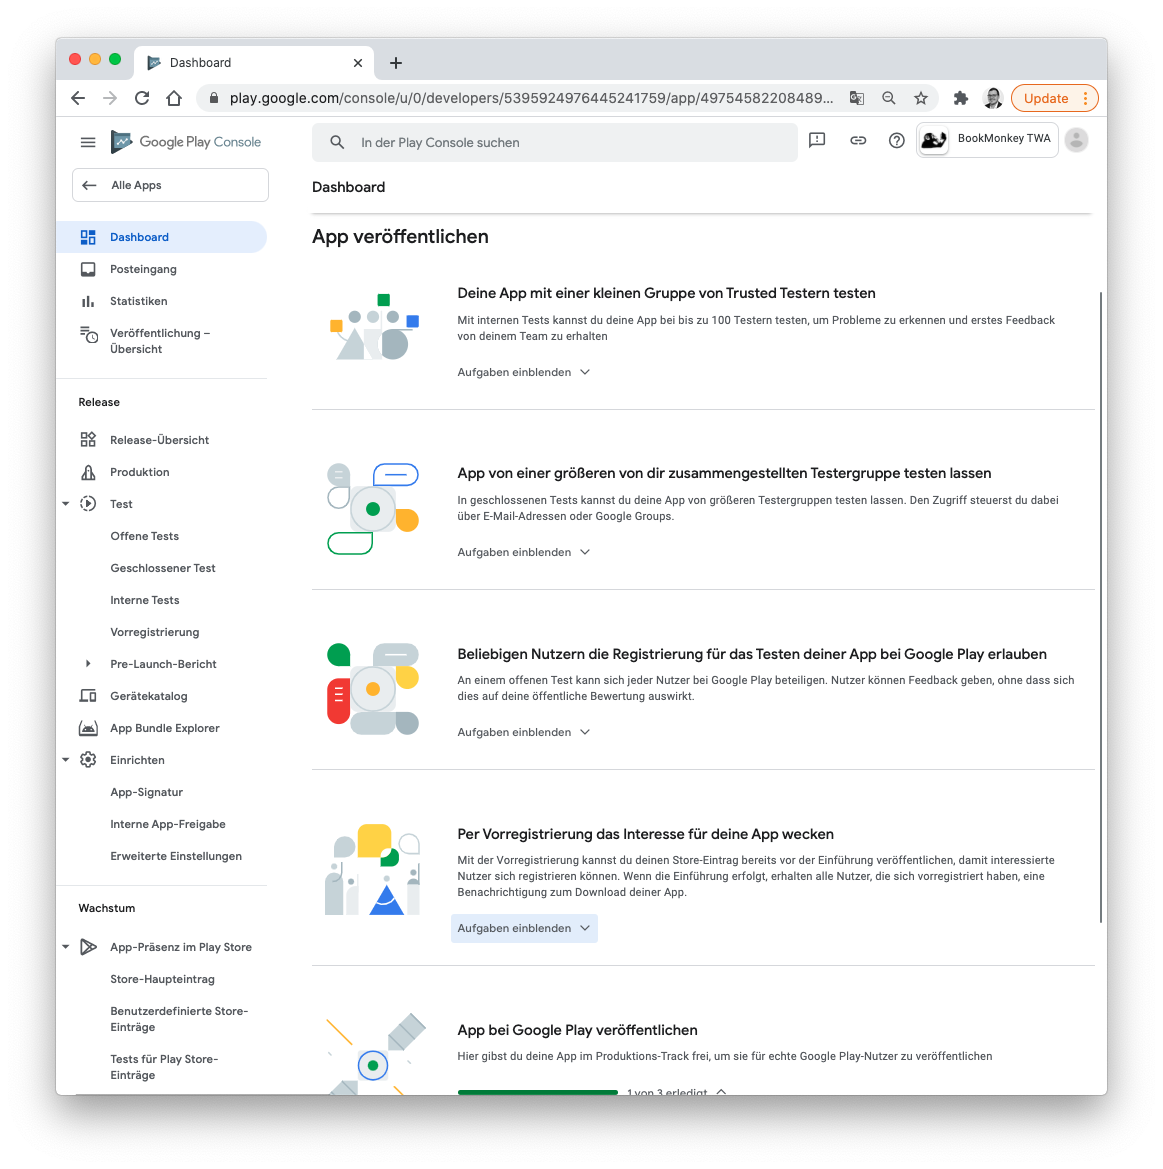 Dashboard
play.google.com/console/u/0/developers/5395924976445241759/app/49754582208489...
Update
Google Play Console
In der Play Console suchen
BookMonkey TWA
Alle Apps
Dashboard
Posteingang
Statistiken
Veröffentlichung –
Übersicht
Release
Release-Übersicht
Produktion
Test
Offene Tests
Geschlossener Test
Interne Tests
Vorregistrierung
Pre-Launch-Bericht
Gerätekatalog
App Bundle Explorer
Einrichten
App-Signatur
Interne App-Freigabe
Erweiterte Einstellungen
Wachstum
App-Präsenz im Play Store
Store-Haupteintrag
Benutzerdefinierte Store-
Einträge
Tests für Play Store-
Einträge
Dashboard
App veröffentlichen
Deine App mit einer kleinen Gruppe von Trusted Testern testen
Mit internen Tests kannst du deine App bei bis zu 100 Testern testen, um Probleme zu erkennen und erstes Feedback
von deinem Team zu erhalten
Aufgaben einblenden
App von einer größeren von dir zusammengestellten Testergruppe testen lassen
In geschlossenen Tests kannst du deine App von größeren Testergruppen testen lassen. Den Zugriff steuerst du dabei
über E-Mail-Adressen oder Google Groups.
Aufgaben einblenden
Beliebigen Nutzern die Registrierung für das Testen deiner App bei Google Play erlauben
An einem offenen Test kann sich jeder Nutzer bei Google Play beteiligen. Nutzer können Feedback geben, ohne dass sich
dies auf deine öffentliche Bewertung auswirkt.
Aufgaben einblenden
Per Vorregistrierung das Interesse für deine App wecken
Mit der Vorregistrierung kannst du deinen Store-Eintrag bereits vor der Einführung veröffentlichen, damit interessierte
Nutzer sich registrieren können. Wenn die Einführung erfolgt, erhalten alle Nutzer, die sich vorregistriert haben, eine
Benachrichtigung zum Download deiner App.
Aufgaben einblenden
App bei Google Play veröffentlichen
Hier gibst du deine App im Produktions-Track frei, um sie für echte Google Play-Nutzer zu veröffentlichen
1 von 3 erledigt